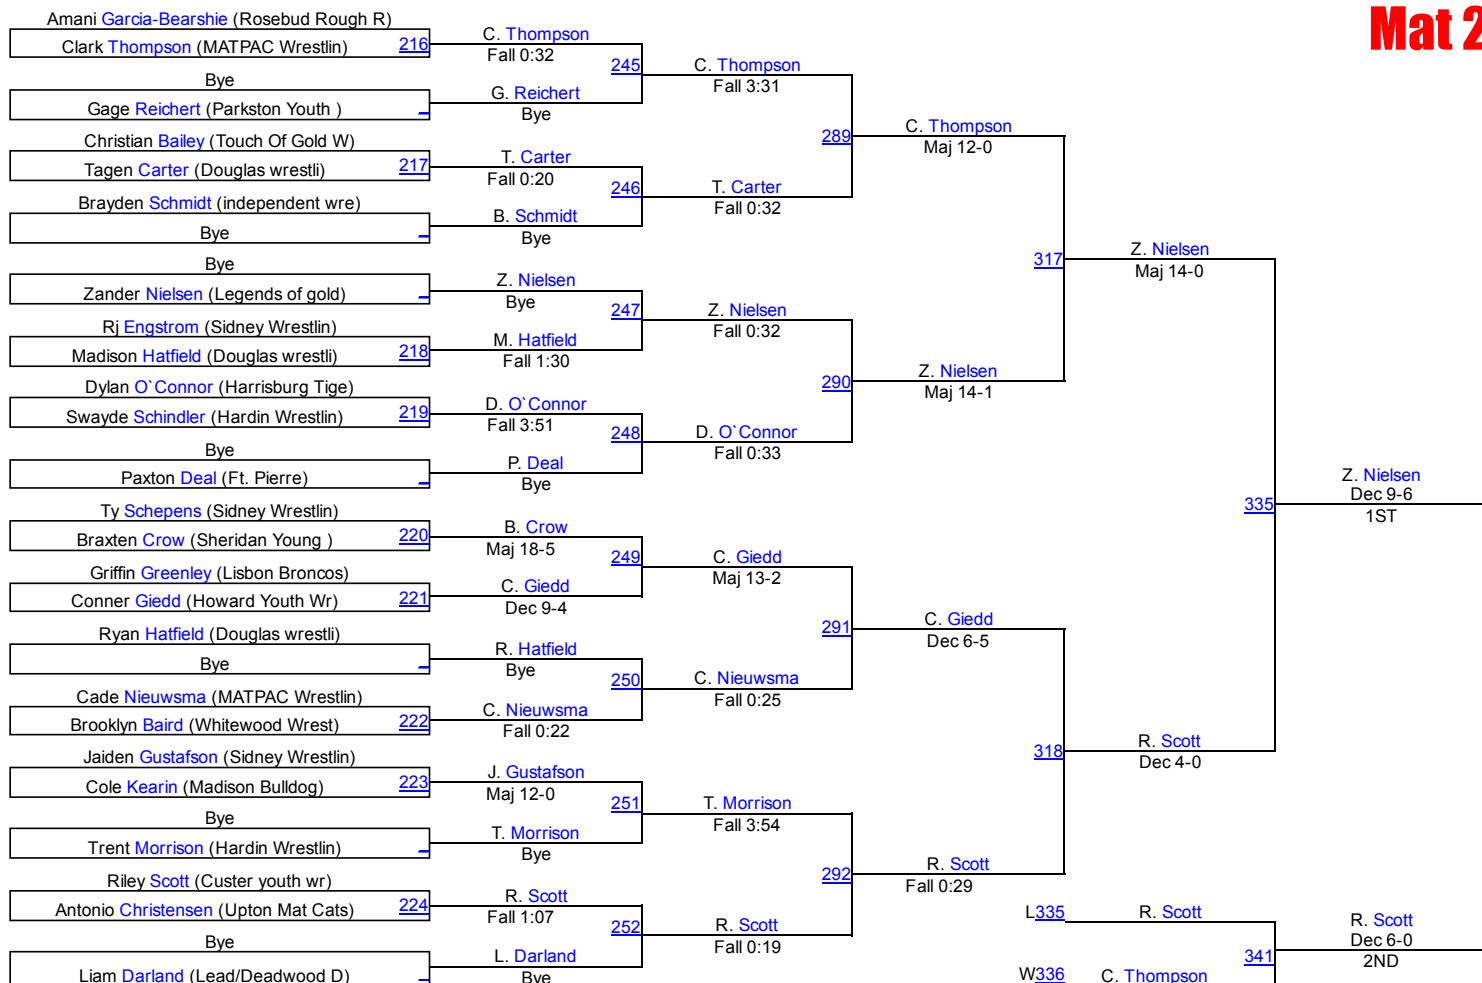 Mat 2
Amani Garcia-Bearshie (Rosebud Rough R)
Clark Thompson (MATPAC Wrestlin) 216
Bye
Gage Reichert (Parkston Youth )
Christian Bailey (Touch Of Gold W)
Tagen Carter (Douglas wrestli) 217
Brayden Schmidt (independent wre)
Bye
Bye
Zander Nielsen (Legends of gold)
Rj Engstrom (Sidney Wrestlin)
Madison Hatfield (Douglas wrestli) 218
Dylan O`Connor (Harrisburg Tige)
Swayde Schindler (Hardin Wrestlin) 219
Bye
Paxton Deal (Ft. Pierre)
Ty Schepens (Sidney Wrestlin)
Braxten Crow (Sheridan Young ) 220
Griffin Greenley (Lisbon Broncos)
Conner Giedd (Howard Youth Wr) 221
Ryan Hatfield (Douglas wrestli)
Bye
Cade Nieuwsma (MATPAC Wrestlin)
Brooklyn Baird (Whitewood Wrest) 222
Jaiden Gustafson (Sidney Wrestlin)
Cole Kearin (Madison Bulldog) 223
Bye
Trent Morrison (Hardin Wrestlin)
Riley Scott (Custer youth wr)
Antonio Christensen (Upton Mat Cats) 224
Bye
Liam Darland (Lead/Deadwood D)
C. Thompson
Fall 0:32
245
G. Reichert
Bye
T. Carter
Fall 0:20
246
B. Schmidt
Bye
Z. Nielsen
Bye
247
M. Hatfield
Fall 1:30
D. O`Connor
Fall 3:51
248
P. Deal
Bye
B. Crow
Maj 18-5
249
C. Giedd
Dec 9-4
R. Hatfield
Bye
250
C. Nieuwsma
Fall 0:22
J. Gustafson
Maj 12-0
251
T. Morrison
Bye
R. Scott
Fall 1:07
252
L. Darland
Bye
C. Thompson
Fall 3:31
289
T. Carter
Fall 0:32
Z. Nielsen
Fall 0:32
290
D. O`Connor
Fall 0:33
C. Giedd
Maj 13-2
291
C. Nieuwsma
Fall 0:25
T. Morrison
Fall 3:54
292
R. Scott
Fall 0:19
C. Thompson
Maj 12-0
317
Z. Nielsen
Maj 14-1
C. Giedd
Dec 6-5
318
R. Scott
Fall 0:29
Z. Nielsen
Maj 14-0
335
R. Scott
Dec 4-0
Z. Nielsen
Dec 9-6
1ST
L335 R. Scott
341
W336 C. Thompson
R. Scott
Dec 6-0
2ND